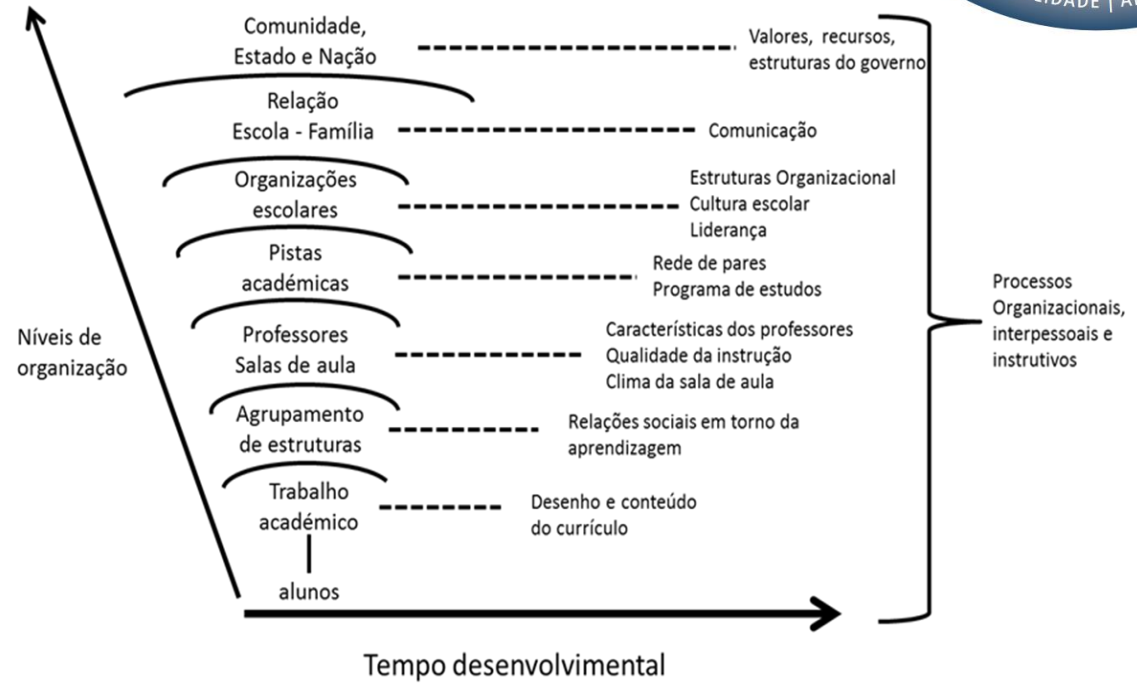 CIDADE | A
Comunidade,
Estado e Nação
Valores, recursos,
estruturas do governo
Relação
Escola - Família
Comunicação
Organizações
escolares
Estruturas Organizacional
Cultura escolar
Liderança
Pistas
académicas
Rede de pares
Programa de estudos
Professores
Salas de aula
Características dos professores
Qualidade da instrução
Clima da sala de aula
Agrupamento
de estruturas
Relações sociais em torno da
aprendizagem
Trabalho
académico
Desenho e conteúdo
do currículo
alunos
Níveis de
organização
Processos
Organizacionais,
interpessoais e
instrutivos
Tempo desenvolvimental